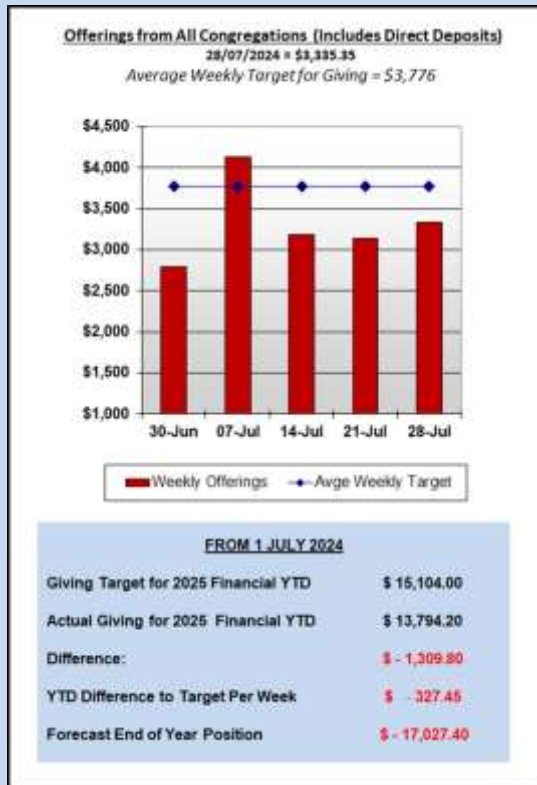 Offerings from All Congregations (Includes Direct Deposits)
28/07/2024 = $3,335.35
Average Weekly Target for Giving = $3,776
$4,500
$4,000
$3,500
$3,000
$2,500
$2,000
$1,500
$1,000
30-Jun 07-Jul 14-Jul 21-Jul 28-Jul
Weekly Offerings Avge Weekly Target
FROM 1 JULY 2024
Giving Target for 2025 Financial YTD $ 15,104.00
Actual Giving for 2025 Financial YTD $ 13,794.20
Difference: $ - 1,309.80
YTD Difference to Target Per Week $ - 327.45
Forecast End of Year Position $ - 17,027.40